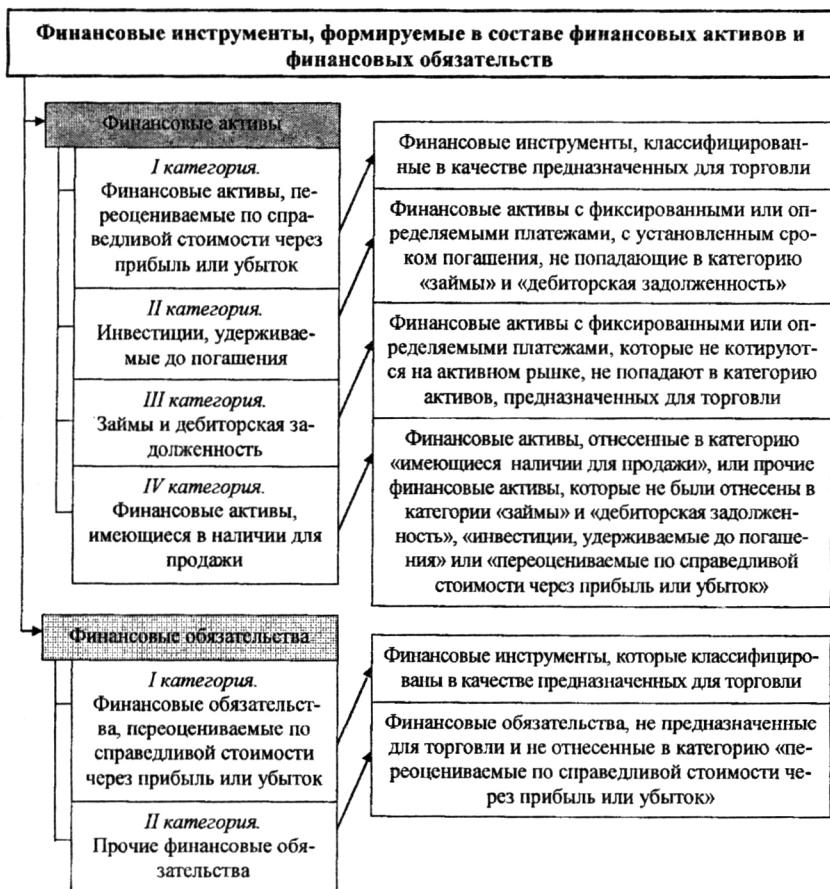 Финансовые инструменты, формируемые в составе финансовых активов и
финансовых обязательств
Финансовые активы
I категория.
Финансовые активы, пе-
реоцениваемые по спра-
ведливой стоимости через
прибыль или убыток
Финансовые инструменты, классифицирован-
ные в качестве предназначенных для торговли
II категория.
Инвестиции, удерживае-
мые до погашения
Финансовые активы с фиксированными или оп-
ределяемыми платежами, с установленным сро-
ком погашения, не попадающие в категорию
«займы» и «дебиторская задолженность»
III категория.
Займы и дебиторская за-
долженность
Финансовые активы с фиксированными или оп-
ределяемыми платежами, которые не котируют-
ся на активном рынке, не попадают в категорию
активов, предназначенных для торговли
IV категория.
Финансовые активы,
имеющиеся в наличии для
продажи
Финансовые активы, отнесенные в категорию
«имеющиеся наличии для продажи», или прочие
финансовые активы, которые не были отнесены в
категории «займы» и «дебиторская задолжен-
ность», «инвестиции, удерживаемые до погаше-
ния» или «переоцениваемые по справедливой
стоимости через прибыль или убыток»
Финансовые обязательства
I категория.
Финансовые обязательст-
ва, переоцениваемые по
справедливой стоимости
через прибыль или убыток
Финансовые инструменты, которые классифициро-
ваны в качестве предназначенных для торговли
II категория.
Прочие финансовые обя-
зательства
Финансовые обязательства, не предназначенные
для торговли и не отнесенные в категорию «пе-
реоцениваемые по справедливой стоимости че-
рез прибыль или убыток»